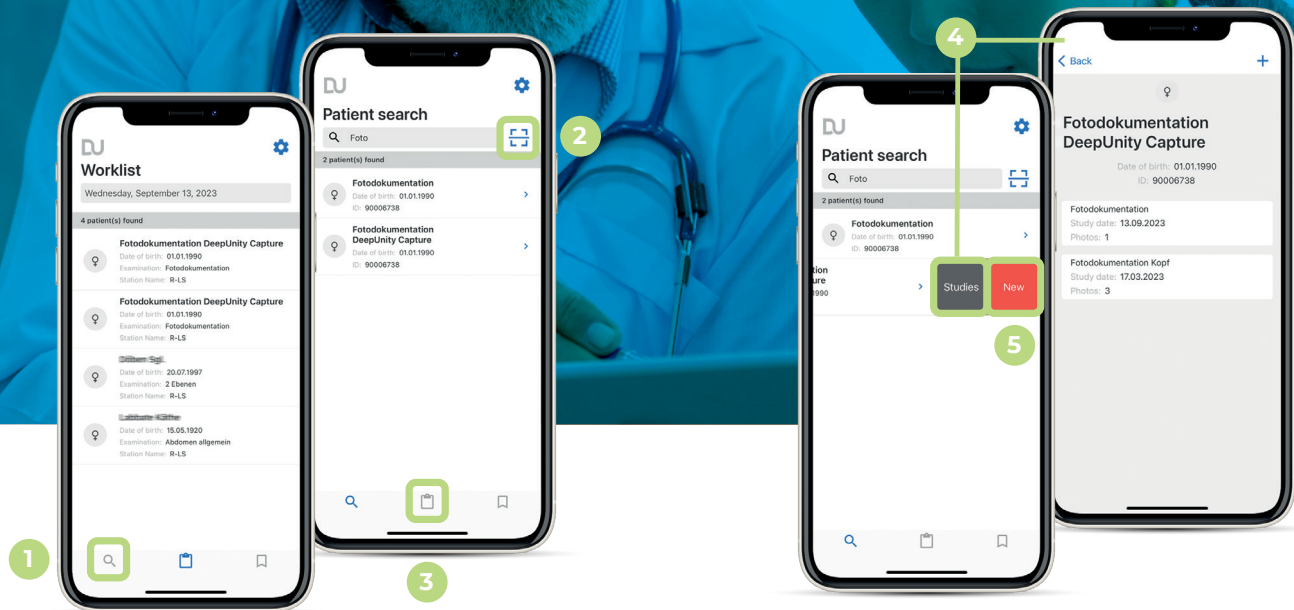 DU
Worklist
Wednesday, September 13, 2023
4 patient(s) found
Fotodokumentation DeepUnity Capture
Date of birth: 01.01.1990
Examination: Fotodokumentation
Station Name: R-LS
Fotodokumentation DeepUnity Capture
Date of birth: 01.01.1990
Examination: Fotodokumentation
Station Name: R-LS
Date of birth: 20.07.1997
Examination: 2 Ebenen
Station Name: R-LS
Date of birth: 15.05.1920
Examination: Abdomen allgemein
Station Name: R-LS
1
DU
Patient search
Foto
2
2 patient(s) found
Fotodokumentation
Date of birth: 01.01.1990
ID: 90006738
Fotodokumentation
DeepUnity Capture
Date of birth: 01.01.1990
ID: 90006738
3
DU
Patient search
Foto
2 patient(s) found
Fotodokumentation
Date of birth: 01.01.1990
ID: 90006738
tion
ure
1990
Studies
New
5
4
Back
Fotodokumentation
DeepUnity Capture
Date of birth: 01.01.1990
ID: 90006738
Fotodokumentation
Study date: 13.09.2023
Photos: 1
Fotodokumentation Kopf
Study date: 17.03.2023
Photos: 3